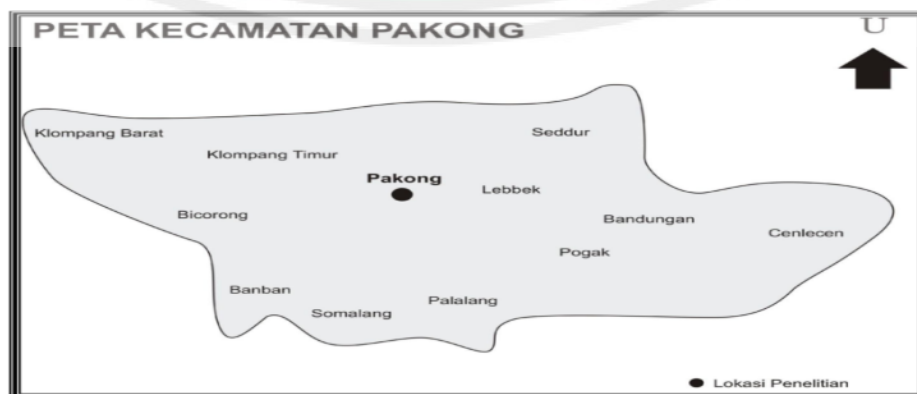 PETA KECAMATAN PAKONG
U
Klompang Barat
Seddur
Klompang Timur
Pakong
Lebbek
Bicorong
Bandungan
Cenlecen
Pogak
Banban
Palalang
Somalang
Lokasi Penelitian